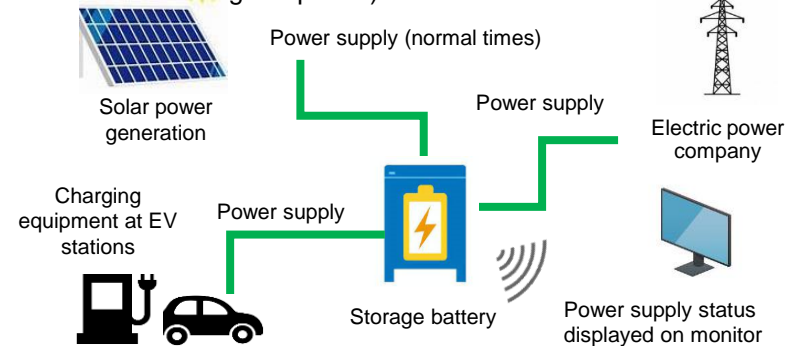 Power supply (normal times)
Solar power
generation
Power supply
Electric power
company
Charging
equipment at EV
stations
Power supply
Storage battery
Power supply status
displayed on monitor